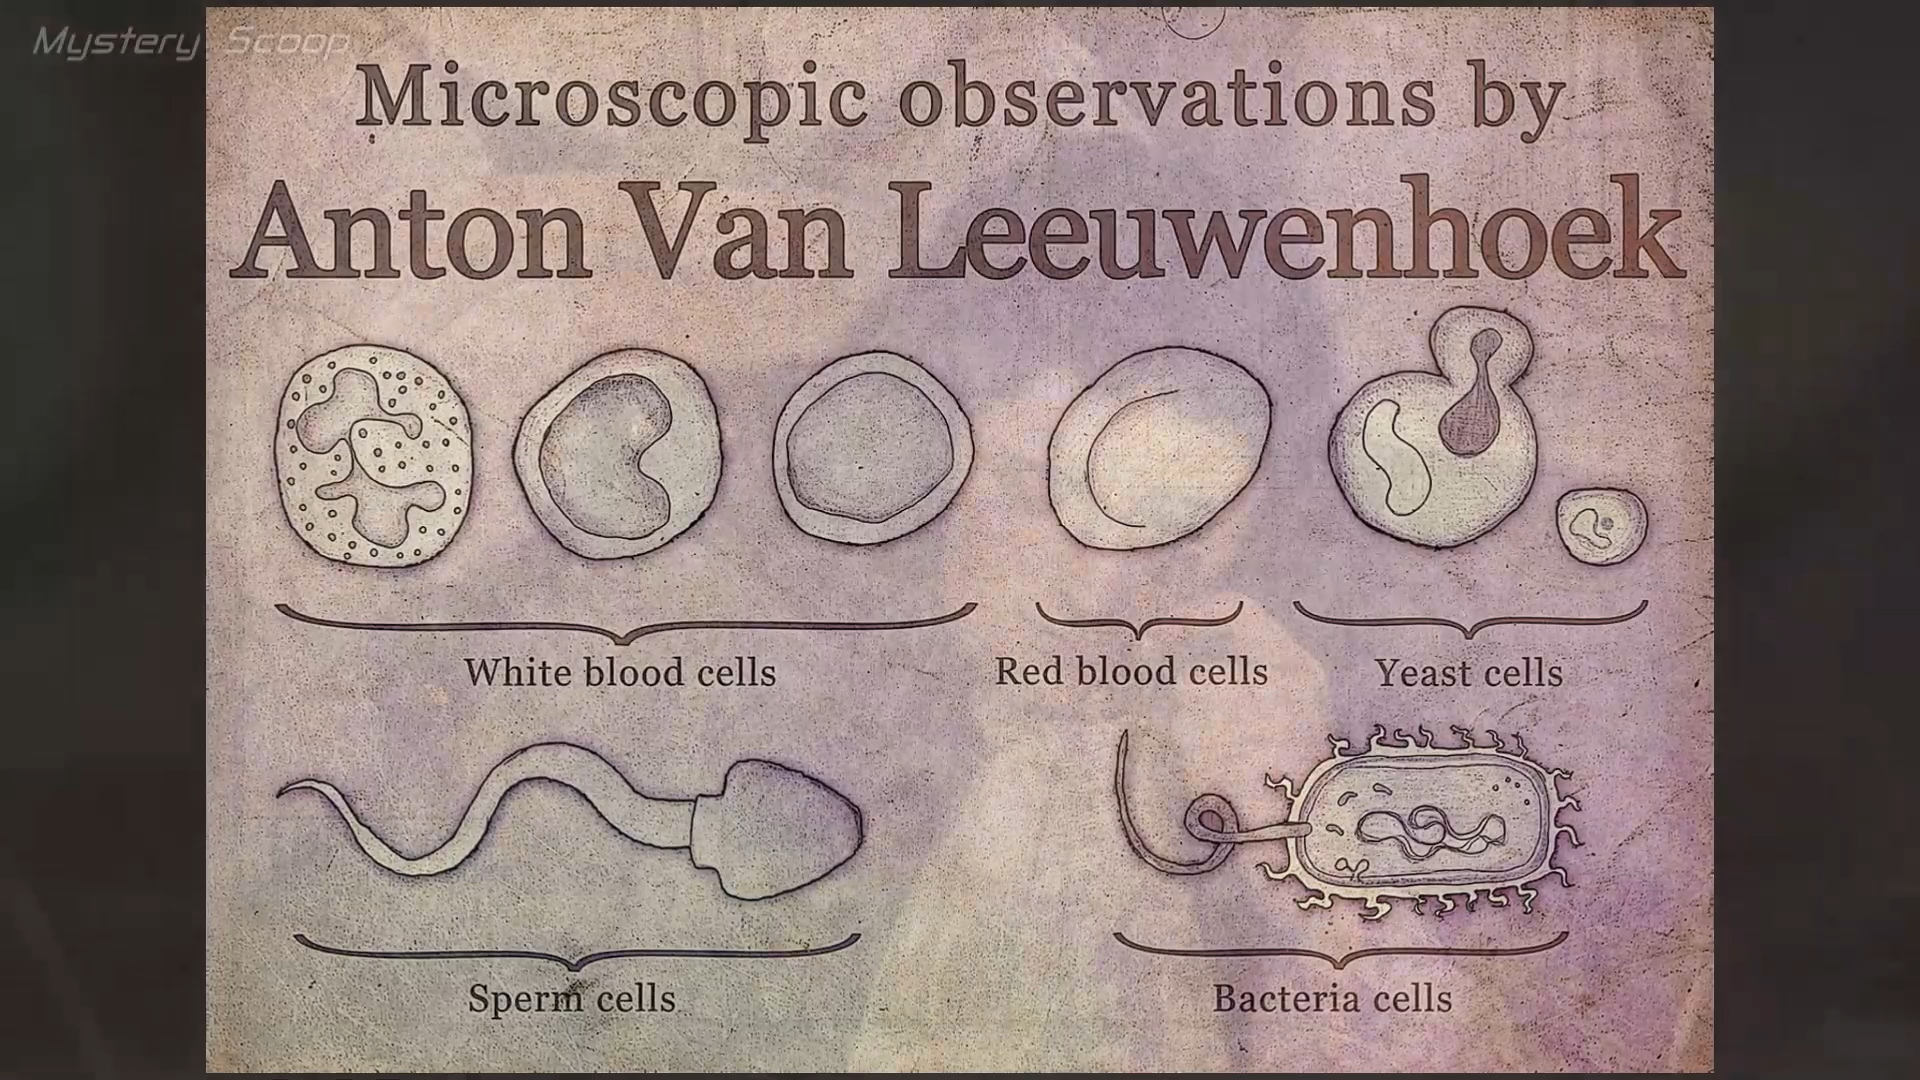 Mystery Scoop
Microscopic observations by
Anton Van Leeuwenhoek
White blood cells
Red blood cells
Yeast cells
Sperm cells
Bacteria cells